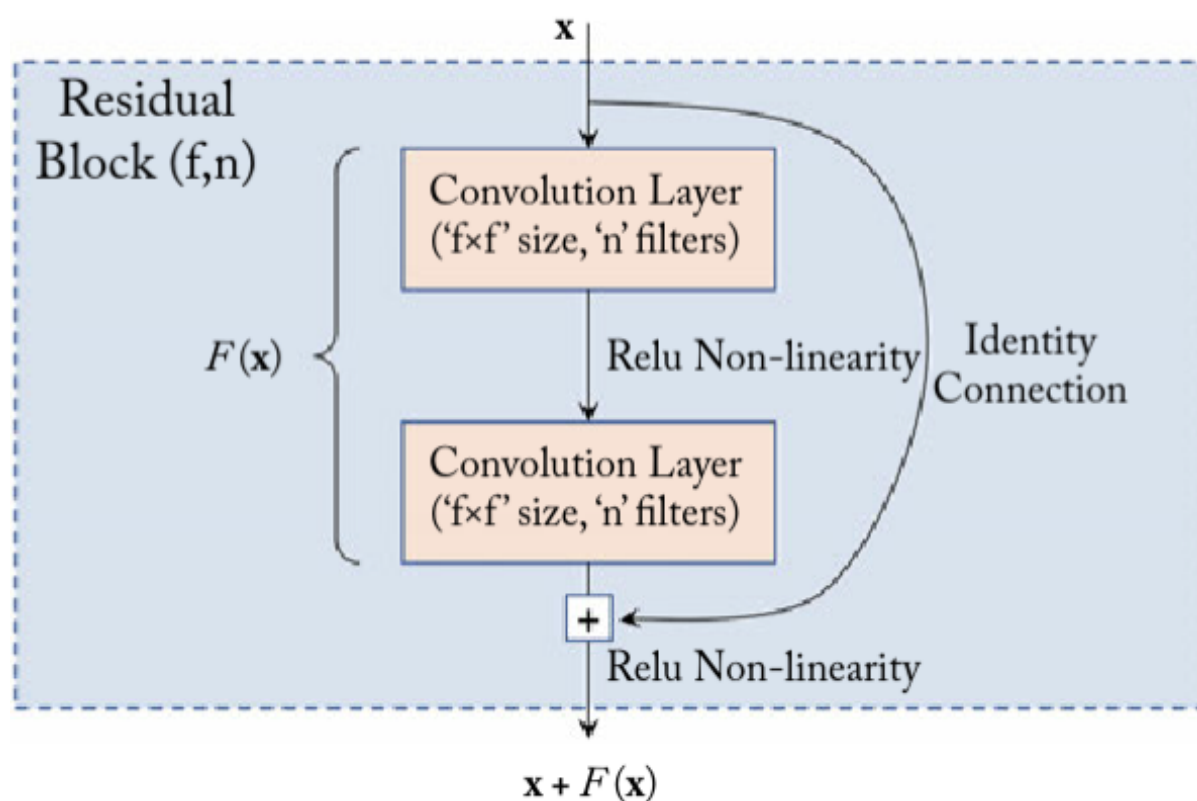 x
Residual
Block (f,n)
Convolution Layer
(‘f×f’ size, ‘n’ filters)
F(x)
Relu Non-linearity
Identity
Connection
Convolution Layer
(‘f×f’ size, ‘n’ filters)
+
Relu Non-linearity
x + F(x)